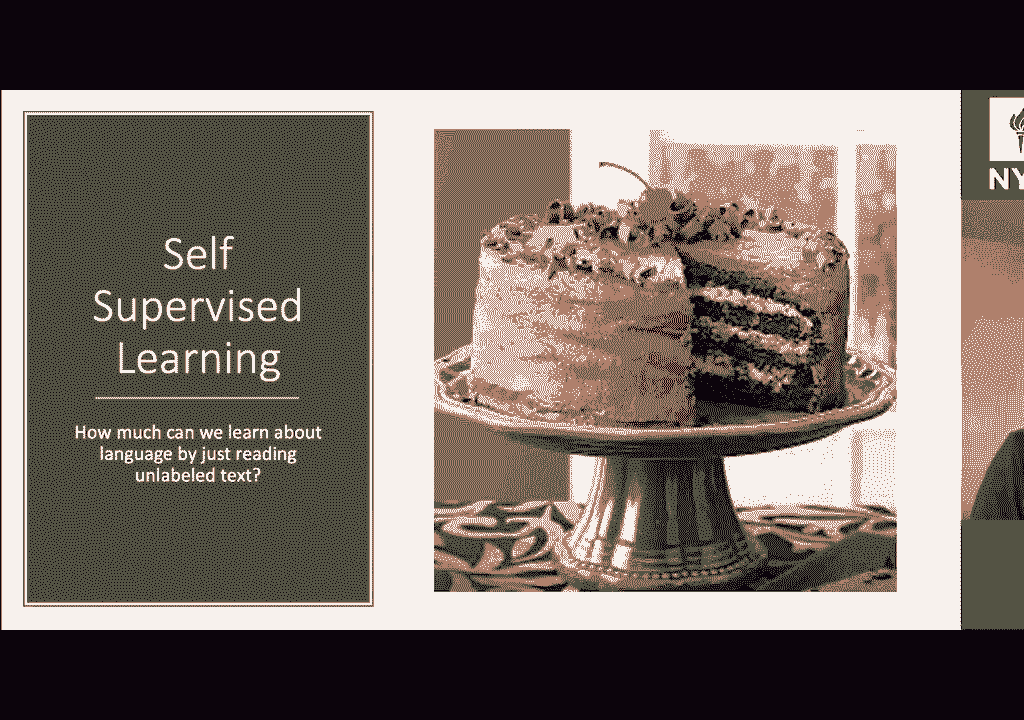 Self
Supervised
Learning
How much can we learn about
language by just reading
unlabeled text?
NY